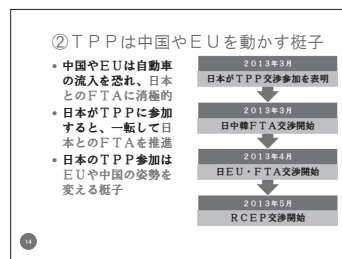 ②ＴＰＰは中国やＥＵを動かす梃子
• 中国やＥＵは自動車
の流入を恐れ、日本
とのＦＴＡに消極的
• 日本がＴＰＰに参加
すると、一転して日
本とのＦＴＡを推進
• 日本のＴＰＰ参加は
ＥＵや中国の姿勢を
変える梃子
２０１３年３月
日本がＴＰＰ交渉参加を表明
２０１３年３月
日中韓ＦＴＡ交渉開始
２０１３年４月
日ＥＵ・ＦＴＡ交渉開始
２０１３年５月
ＲＣＥＰ交渉開始
14